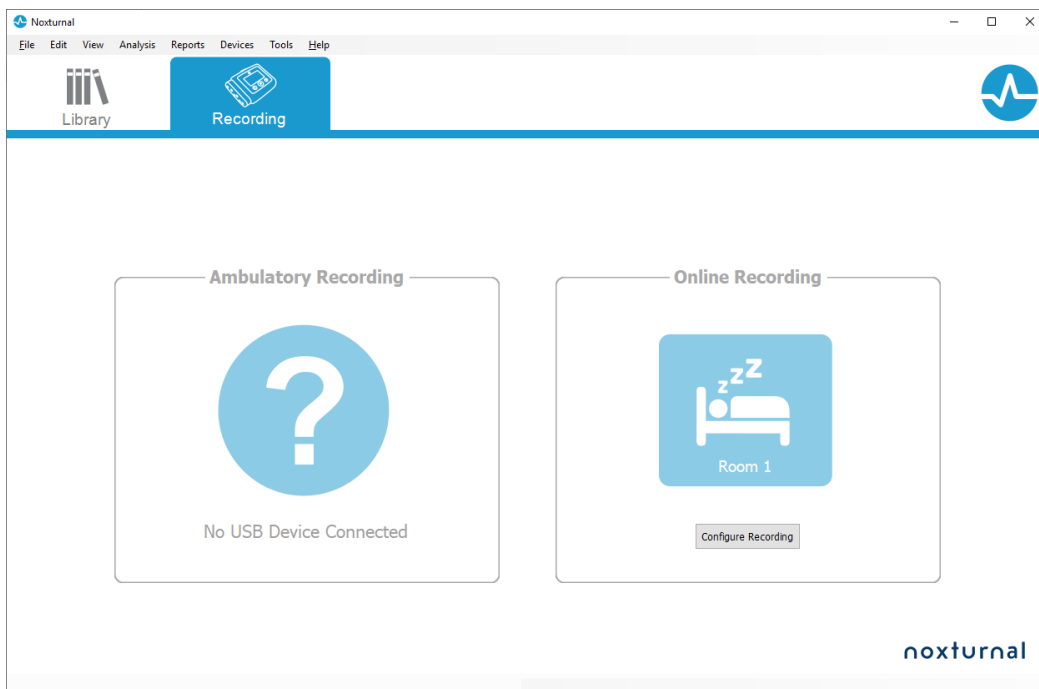 Noxturnal
File Edit View Analysis Reports Devices Tools Help
Library
Recording
Ambulatory Recording
No USB Device Connected
Online Recording
zzZ
Room 1
Configure Recording
noxturnal